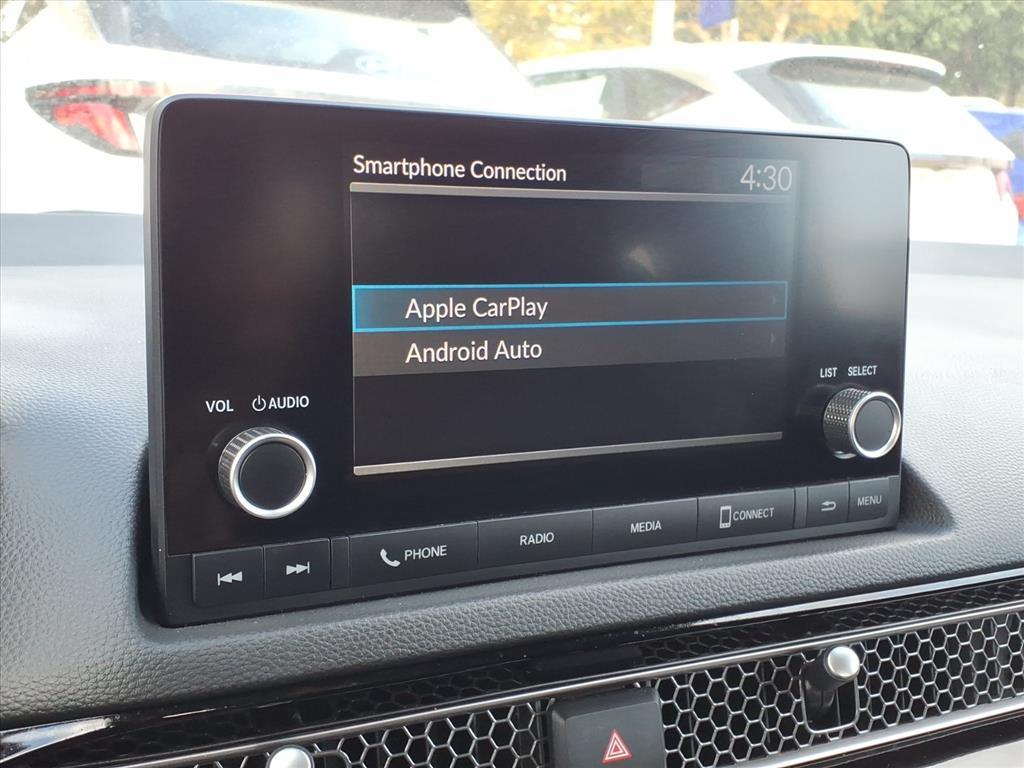 Smartphone Connection 4:30
Apple CarPlay
Android Auto
VOL AUDIO
LIST SELECT
PHONE RADIO MEDIA CONNECT MENU